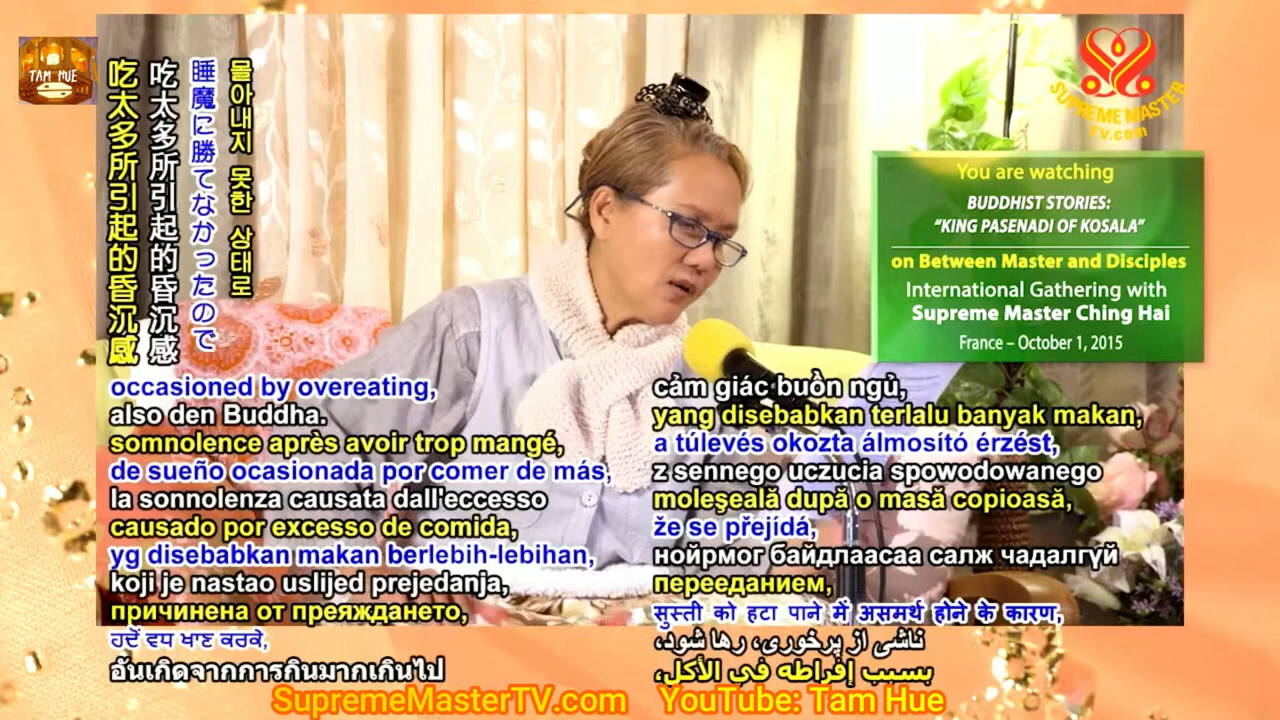 TAM HUE
吃太多所引起的昏沉感
吃太多所引起的昏沉感
睡魔に勝てなかったので
몰아내지 못한 상태로
SUPREME MASTER
TV.com
You are watching
BUDDHIST STORIES:
“KING PASENADI OF KOSALA”
on Between Master and Disciples
International Gathering with
Supreme Master Ching Hai
France – October 1, 2015
occasioned by overeating,
also den Buddha.
somnolence après avoir trop mangé,
de sueño ocasionada por comer de más,
la sonnolenza causata dall'eccesso
causado por excesso de comida,
yg disebabkan makan berlebih-lebihan,
koji je nastao uslijed prejedanja,
причинена от преяждането,
ਹਦੋਂ ਵਧ ਖਾਣ ਕਰਕੇ,
อันเกิดจากการกินมากเกินไป
cảm giác buồn ngủ,
yang disebabkan terlalu banyak makan,
a túlevés okozta álmosító érzést,
z sennego uczucia spowodowanego
moleşeală după o masă copioasă,
že se přejídá,
нойрмог байдлаасаа салж чадалгүй
перееданием,
सुस्ती को हटा पाने में असमर्थ होने के कारण,
ناشی از پرخوری، رها شود،
بسبب إفراطه في الأكل،
SupremeMasterTV.com YouTube: Tam Hue